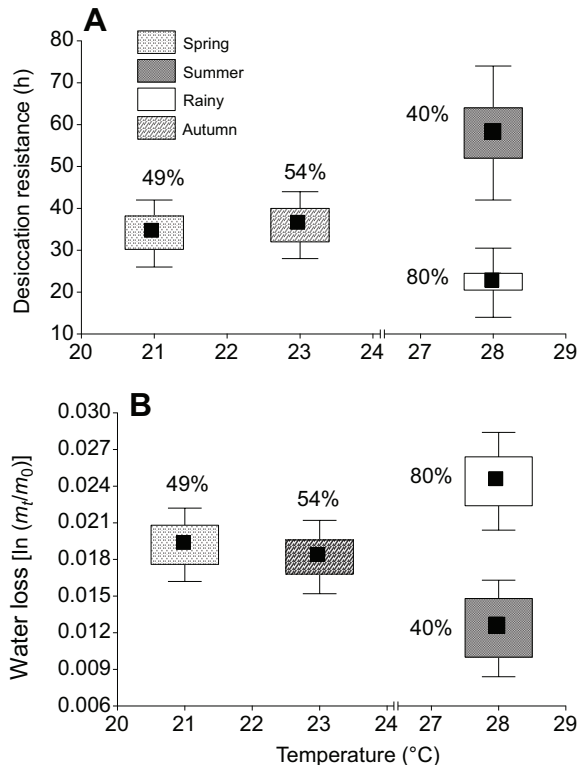 A
Spring
Summer
Rainy
Autumn
Desiccation resistance (h)
80
70
60
50
40
30
20
10
49%
54%
40%
80%
20 21 22 23 24 27 28 29
B
Water loss [ln (mt/m0)]
0.030
0.027
0.024
0.021
0.018
0.015
0.012
0.009
0.006
49%
54%
80%
40%
20 21 22 23 24 27 28 29
Temperature (°C)